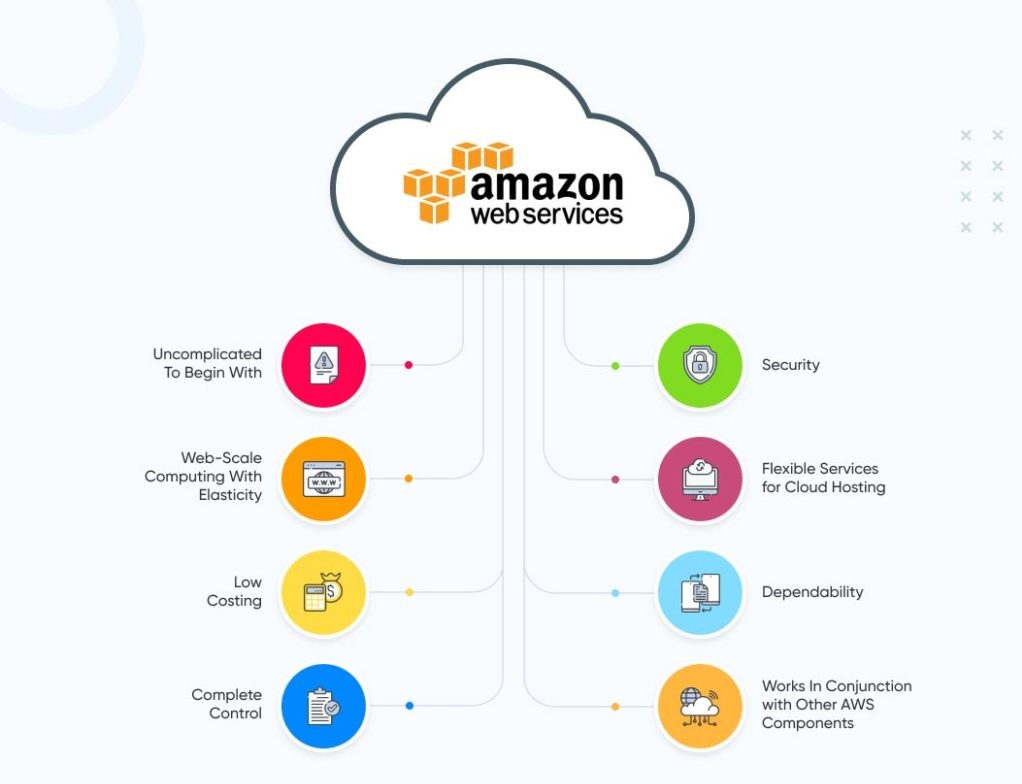 amazon
web services
Uncomplicated
To Begin With
Web-Scale
Computing With
Elasticity
www
Low
Costing
$
Complete
Control
Security
Flexible Services
for Cloud Hosting
Dependability
Works In Conjunction
with Other AWS
Components